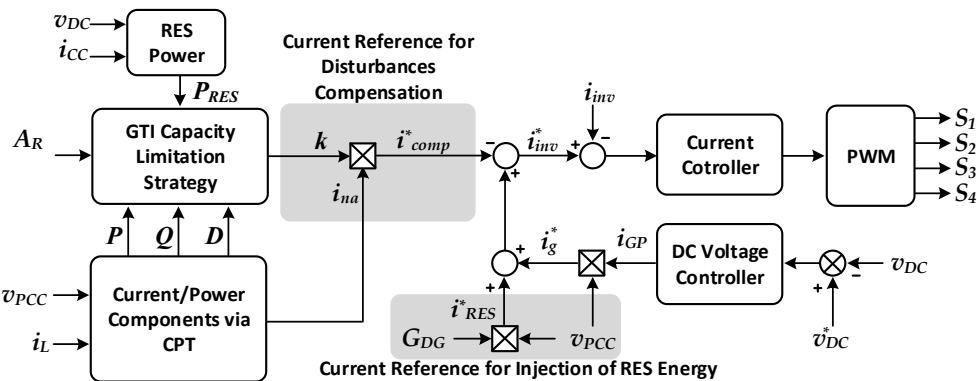 v_DC
i_CC
RES
Power
P_RES
A_R
GTI Capacity
Limitation
Strategy
P
Q
D
v_PCC
i_L
Current/Power
Components via
CPT
Current Reference for
Disturbances
Compensation
k
i*_comp
i_na
-
+
i*_inv
i_inv
+
-
Current
Cotroller
PWM
S_1
S_2
S_3
S_4
+
i*_g
i_GP
DC Voltage
Controller
v_DC
-
+
v*_DC
+
i*_RES
G_DG
v_PCC
Current Reference for Injection of RES Energy